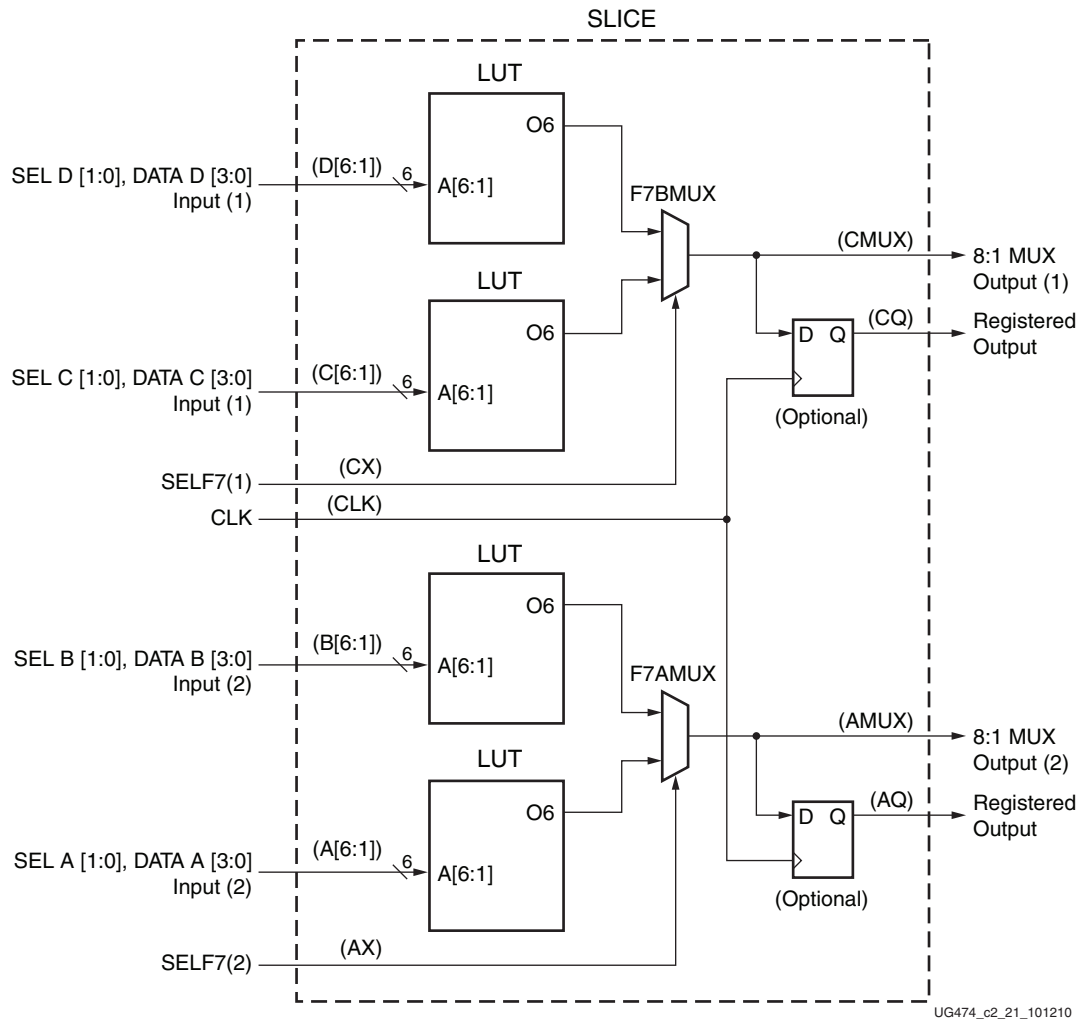 SLICE
LUT
O6
SEL D [1:0], DATA D [3:0]
Input (1)
(D[6:1])
6
A[6:1]
F7BMUX
(CMUX)
8:1 MUX
Output (1)
LUT
O6
D Q
(CQ)
Registered
Output
SEL C [1:0], DATA C [3:0]
Input (1)
(C[6:1])
6
A[6:1]
(Optional)
SELF7(1)
(CX)
CLK
(CLK)
LUT
O6
SEL B [1:0], DATA B [3:0]
Input (2)
(B[6:1])
6
A[6:1]
F7AMUX
(AMUX)
8:1 MUX
Output (2)
LUT
O6
D Q
(AQ)
Registered
Output
SEL A [1:0], DATA A [3:0]
Input (2)
(A[6:1])
6
A[6:1]
(Optional)
SELF7(2)
(AX)
UG474_c2_21_101210